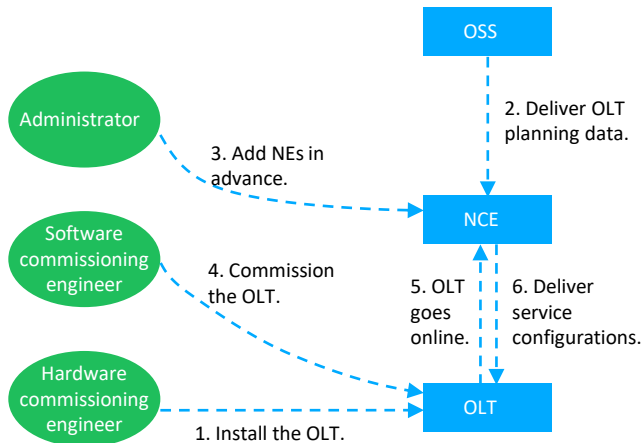 OSS
Administrator
2. Deliver OLT
planning data.
3. Add NEs in
advance.
NCE
Software
commissioning
engineer
4. Commission
the OLT.
5. OLT
goes
online.
6. Deliver
service
configurations.
Hardware
commissioning
engineer
OLT
1. Install the OLT.